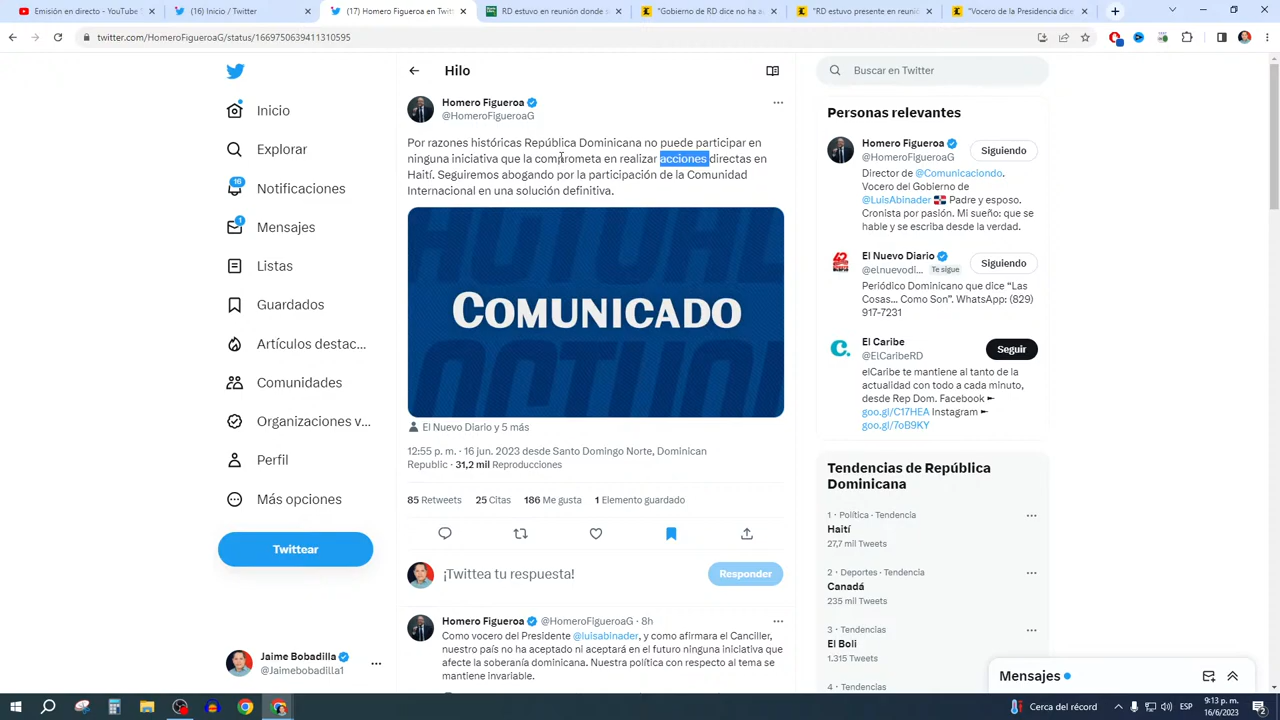 Emisión en directo de Yo
(1) Inicio / Twitter
(17) Homero Figueroa en Twi
RD estuvo en reunión donde s
"Gobierno de RD dice no ha a
"RD estuvo presente en reunió
"Vocero de la Presidencia dice
twitter.com/HomeroFigueroaG/status/1669750639411310595
Inicio
Explorar
16
Notificaciones
1
Mensajes
Listas
Guardados
Artículos destac...
Comunidades
Organizaciones v...
Perfil
Más opciones
Twittear
Jaime Bobadilla
@Jaimebobadilla1
Hilo
Homero Figueroa
@HomeroFigueroaG
Por razones históricas República Dominicana no puede participar en
ninguna iniciativa que la comprometa en realizar acciones directas en
Haití. Seguiremos abogando por la participación de la Comunidad
Internacional en una solución definitiva.
COMUNICADO
El Nuevo Diario y 5 más
12:55 p. m. · 16 jun. 2023 desde Santo Domingo Norte, Dominican
Republic · 31,2 mil Reproducciones
85 Retweets 25 Citas 186 Me gusta 1 Elemento guardado
¡Twittea tu respuesta!
Responder
Homero Figueroa @HomeroFigueroaG · 8h
Como vocero del Presidente @luisabinader, y como afirmara el Canciller,
nuestro país no ha aceptado ni aceptará en el futuro ninguna iniciativa que
afecte la soberanía dominicana. Nuestra política con respecto al tema se
mantiene invariable.
Buscar en Twitter
Personas relevantes
Homero Figueroa
@HomeroFigueroaG
Siguiendo
Director de @Comunicaciondo.
Vocero del Gobierno de
@LuisAbinader 🇩🇴 Padre y esposo.
Cronista por pasión. Mi sueño: que se
hable y se escriba desde la verdad.
El Nuevo Diario
@elnuevodi... Te sigue
Siguiendo
Periódico Dominicano que dice “Las
Cosas... Como Son”. WhatsApp: (829)
917-7231
El Caribe
@ElCaribeRD
Seguir
elCaribe te mantiene al tanto de la
actualidad con todo a cada minuto,
desde Rep Dom. Facebook ➛
goo.gl/C17HEA Instagram ➛
goo.gl/7oB9KY
Tendencias de República
Dominicana
1 · Política · Tendencia
Haití
27,7 mil Tweets
2 · Deportes · Tendencia
Canadá
235 mil Tweets
3 · Tendencias
El Boli
1.315 Tweets
4 · Tendencias
Mensajes
Cerca del récord
ESP
9:13 p. m.
16/6/2023
2